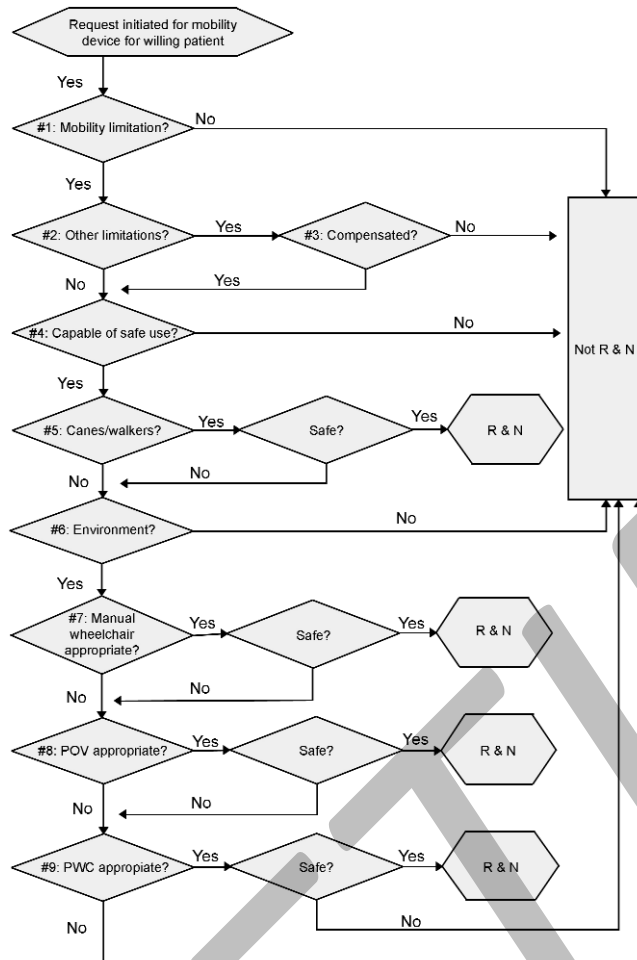 Request initiated for mobility
device for willing patient
Yes
#1: Mobility limitation?
No
Yes
#2: Other limitations?
Yes
#3: Compensated?
No
No
Yes
#4: Capable of safe use?
No
Not R & N
Yes
#5: Canes/walkers?
Yes
Safe?
Yes
R & N
No
No
#6: Environment?
No
Yes
#7: Manual
wheelchair
appropriate?
Yes
Safe?
Yes
R & N
No
No
#8: POV appropriate?
Yes
Safe?
Yes
R & N
No
No
#9: PWC appropiate?
Yes
Safe?
Yes
R & N
No
No